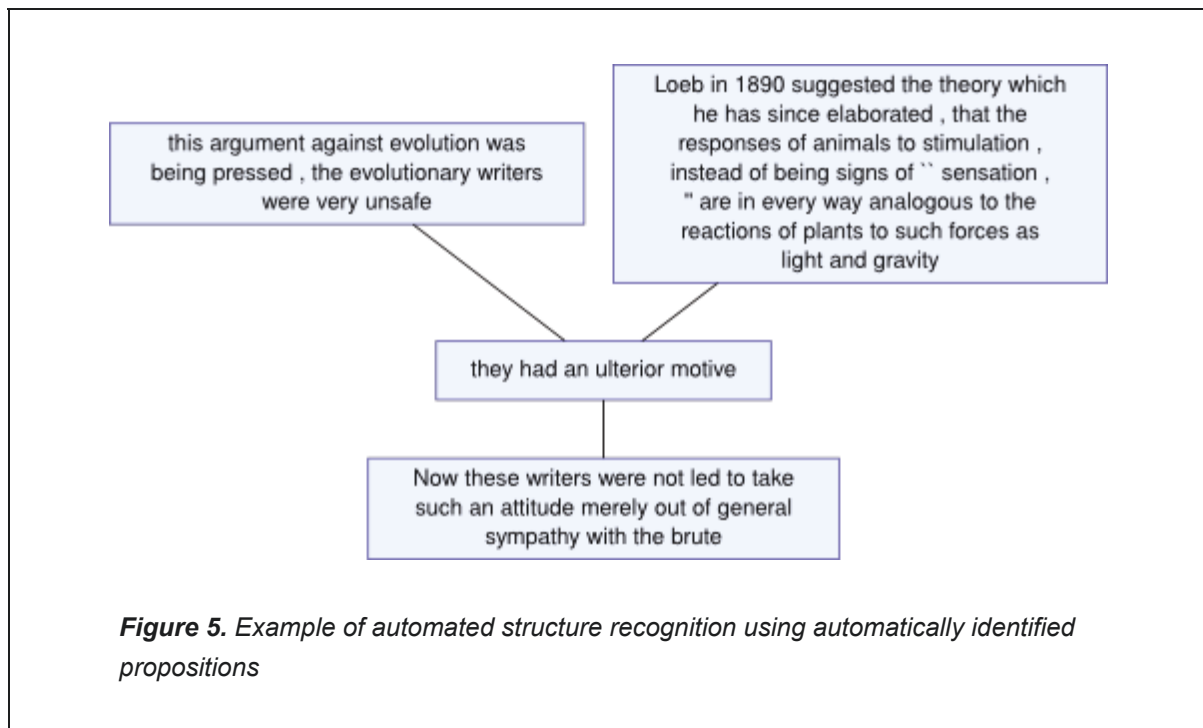 this argument against evolution was
being pressed , the evolutionary writers
were very unsafe
Loeb in 1890 suggested the theory which
he has since elaborated , that the
responses of animals to stimulation ,
instead of being signs of `` sensation ,
" are in every way analogous to the
reactions of plants to such forces as
light and gravity
they had an ulterior motive
Now these writers were not led to take
such an attitude merely out of general
sympathy with the brute
Figure 5. Example of automated structure recognition using automatically identified
propositions